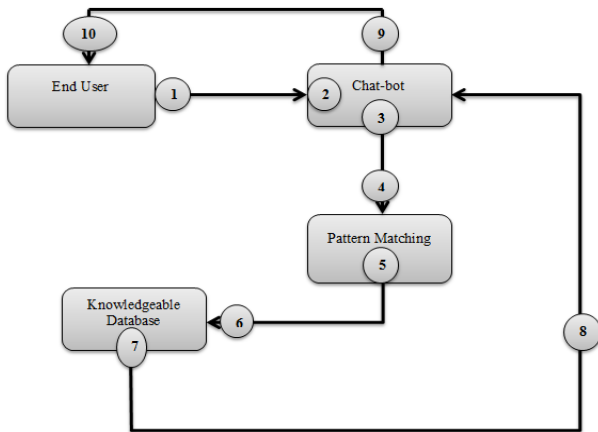 10
9
End User
1
2
Chat-bot
3
4
Pattern Matching
5
Knowledgeable
Database
6
7
8